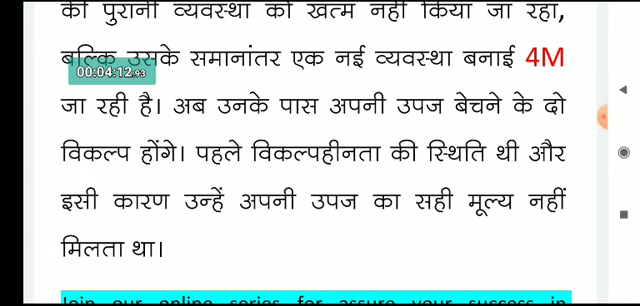 की पुरानी व्यवस्था को खत्म नहीं किया जा रहा,
बल्कि उसके समानांतर एक नई व्यवस्था बनाई 4M
00:04:12.93
जा रही है। अब उनके पास अपनी उपज बेचने के दो
विकल्प होंगे। पहले विकल्पहीनता की स्थिति थी और
इसी कारण उन्हें अपनी उपज का सही मूल्य नहीं
मिलता था।
Join our online series for assure your success in